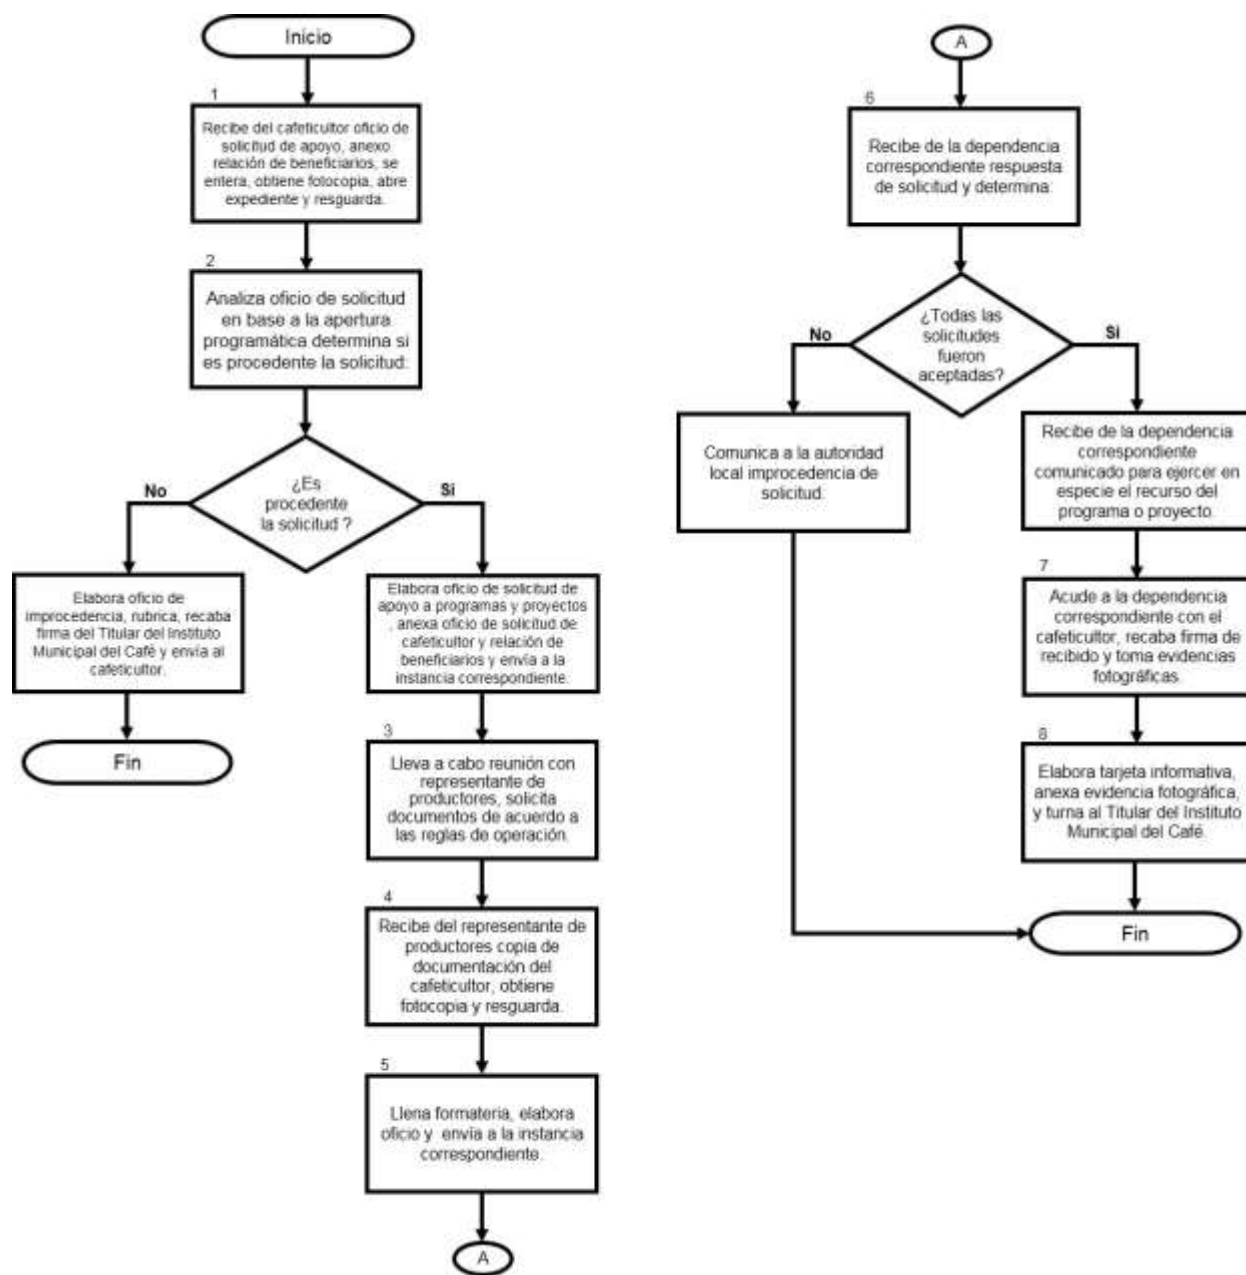 Inicio
1
Recibe del cafeticultor oficio de
solicitud de apoyo, anexo
relación de beneficiarios, se
entera, obtiene fotocopia, abre
expediente y resguarda.
2
Analiza oficio de solicitud
en base a la apertura
programática determina si
es procedente la solicitud:
¿Es
procedente
la solicitud ?
No
Si
Elabora oficio de
improcedencia, rubrica, recaba
firma del Titular del Instituto
Municipal del Café y envía al
cafeticultor.
Fin
Elabora oficio de solicitud de
apoyo a programas y proyectos
, anexa oficio de solicitud de
cafeticultor y relación de
beneficiarios y envía a la
instancia correspondiente.
3
Lleva a cabo reunión con
representante de
productores, solicita
documentos de acuerdo a
las reglas de operación.
4
Recibe del representante de
productores copia de
documentación del
cafeticultor, obtiene
fotocopia y resguarda.
5
Llena formateria, elabora
oficio y envía a la instancia
correspondiente.
A
A
6
Recibe de la dependencia
correspondiente respuesta
de solicitud y determina:
¿Todas las
solicitudes
fueron
aceptadas?
No
Si
Comunica a la autoridad
local improcedencia de
solicitud.
Recibe de la dependencia
correspondiente
comunicado para ejercer en
especie el recurso del
programa o proyecto.
7
Acude a la dependencia
correspondiente con el
cafeticultor, recaba firma de
recibido y toma evidencias
fotográficas.
8
Elabora tarjeta informativa,
anexa evidencia fotográfica,
y turna al Titular del Instituto
Municipal del Café.
Fin